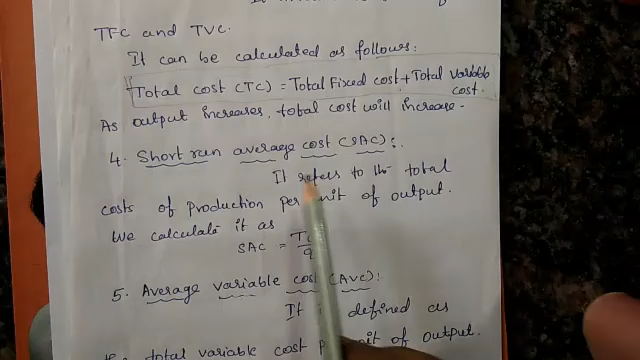 TFC and TVC.
It can be calculated as follows:
Total cost (TC) = Total Fixed cost + Total variable
cost.
As output increases, total cost will increase.
4. Short run average cost (SAC):
It refers to the total
costs of production per unit of output.
We calculate it as
SAC = T
q
5. Average variable cost (AVC):
It is defined as
total variable cost per unit of output.